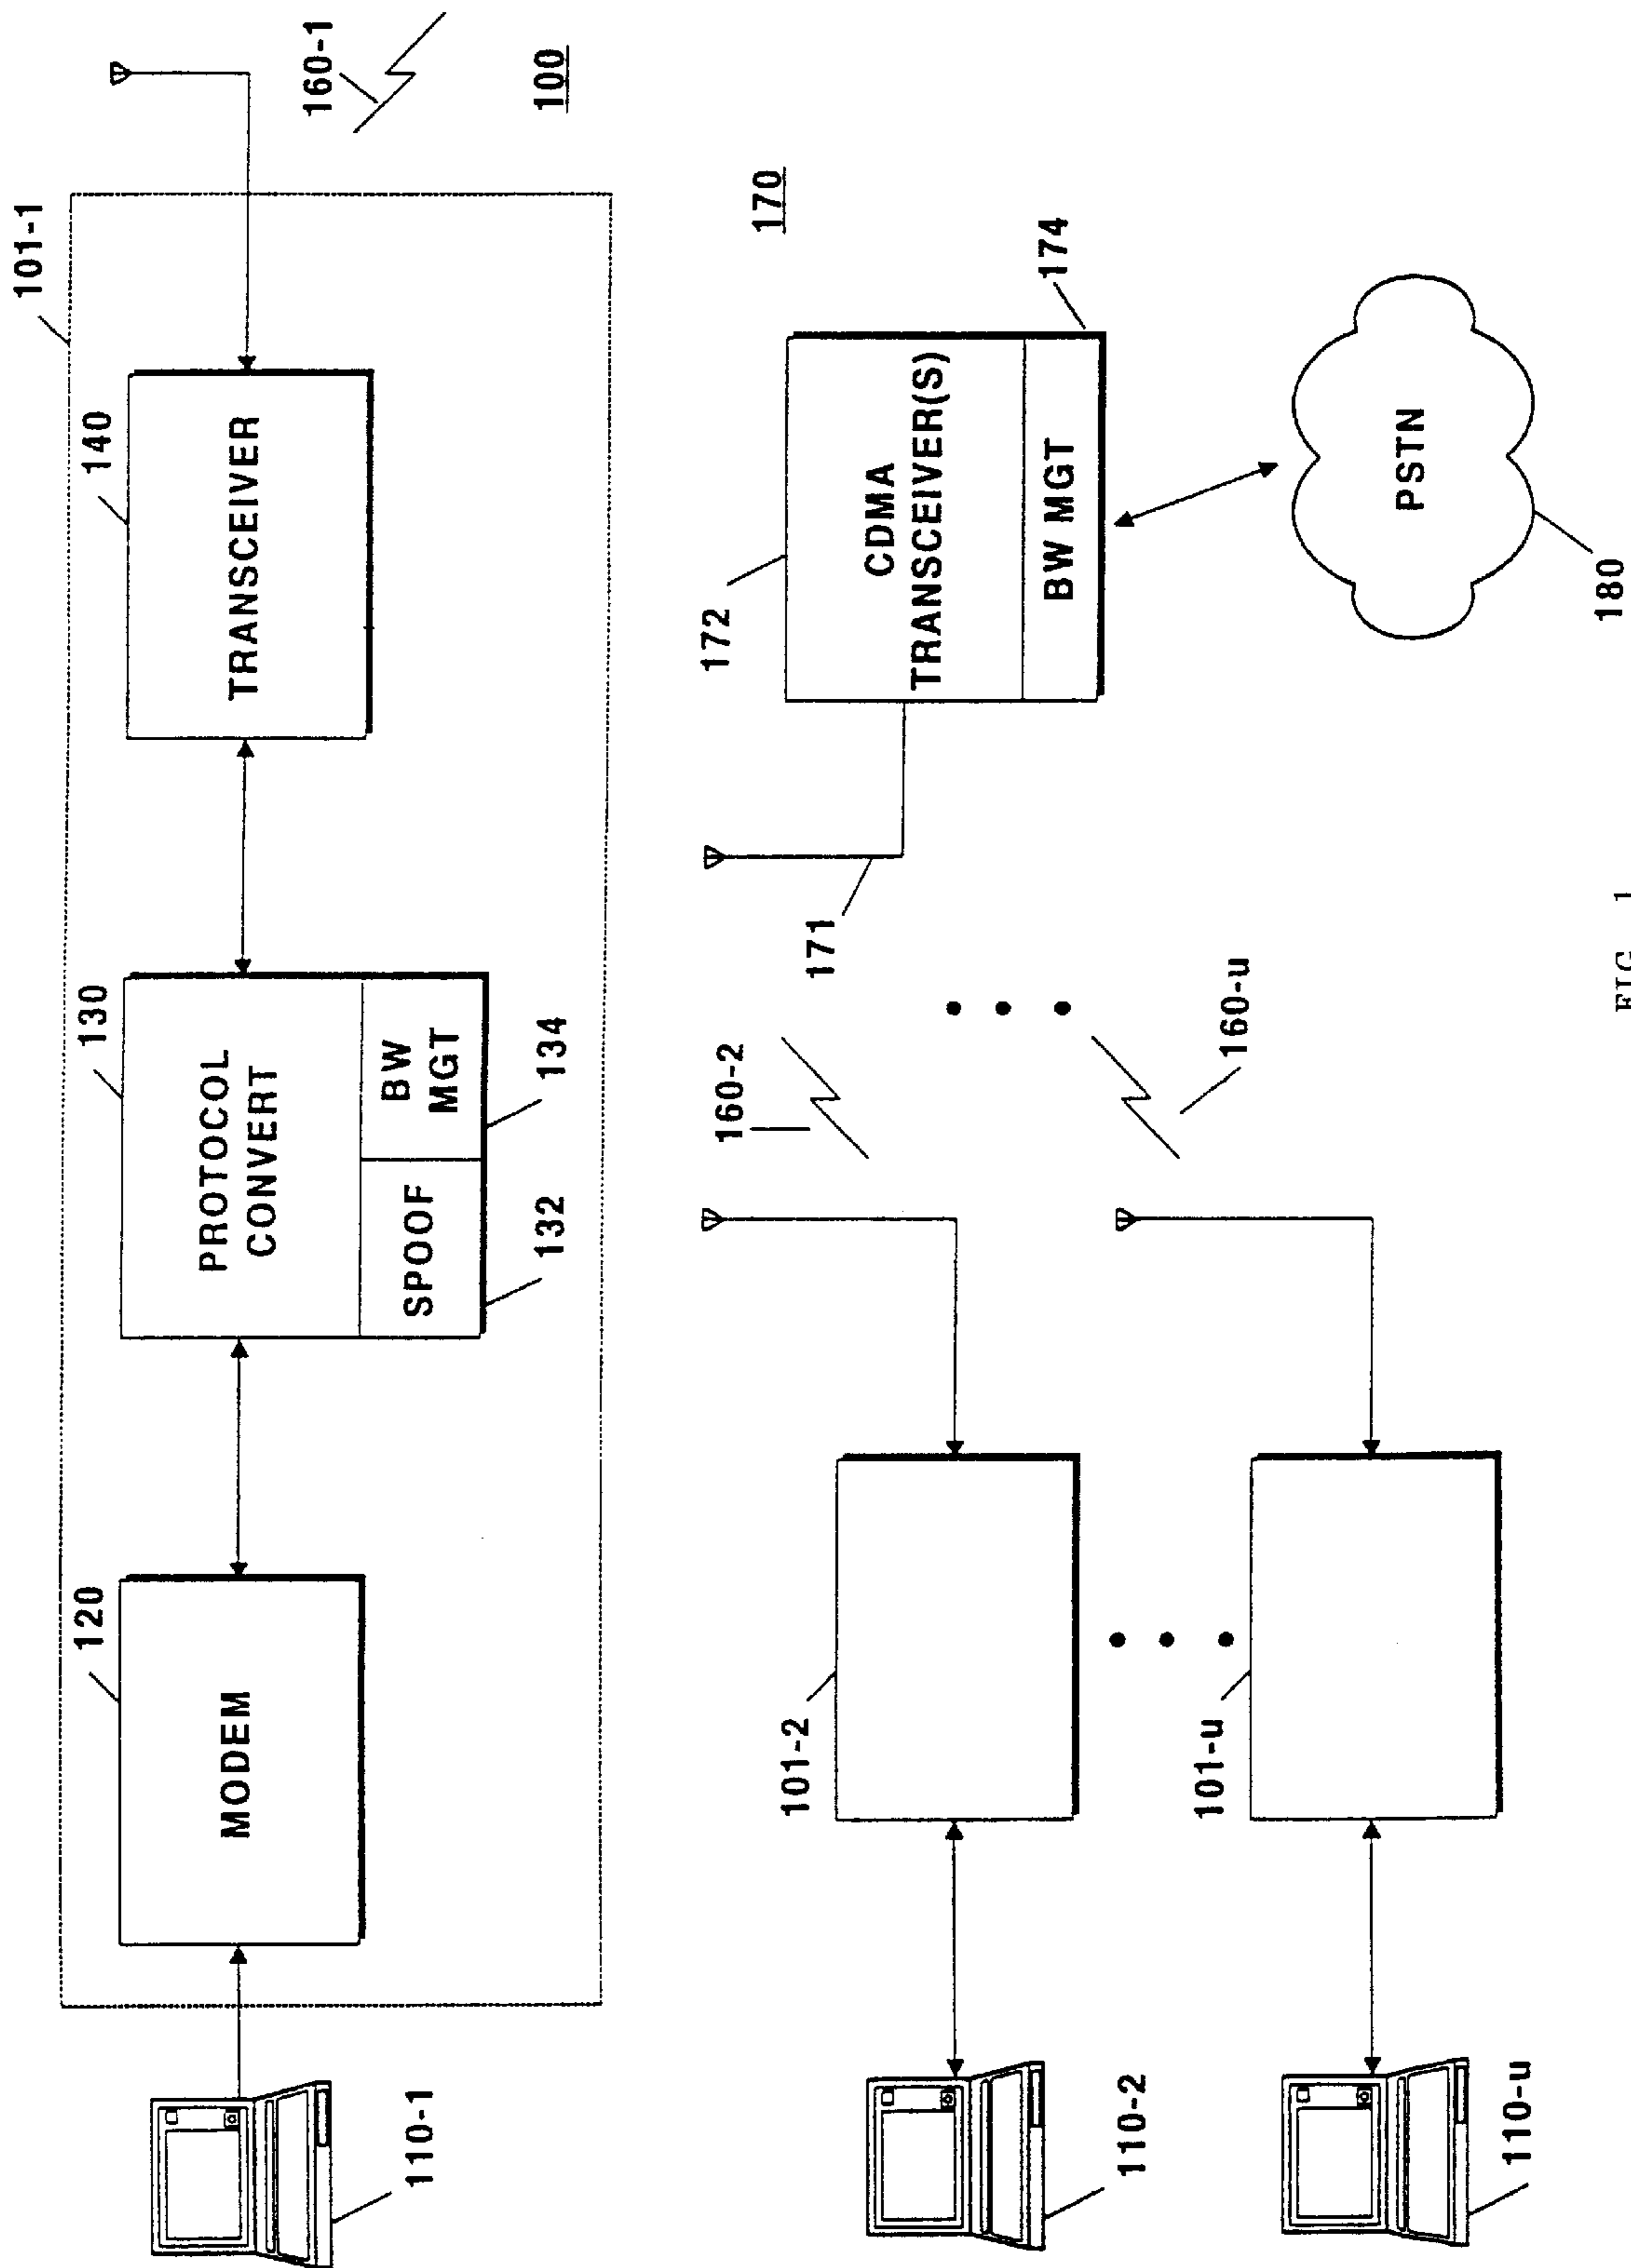 101-1
120
130
140
MODEM
PROTOCOL
CONVERT
TRANSCEIVER
SPOOF
BW
MGT
132
134
110-1
160-1
100
160-2
172
170
101-2
171
CDMA
TRANSCEIVER(S)
BW MGT
174
110-2
101-u
160-u
PSTN
110-u
180
FIG. 1